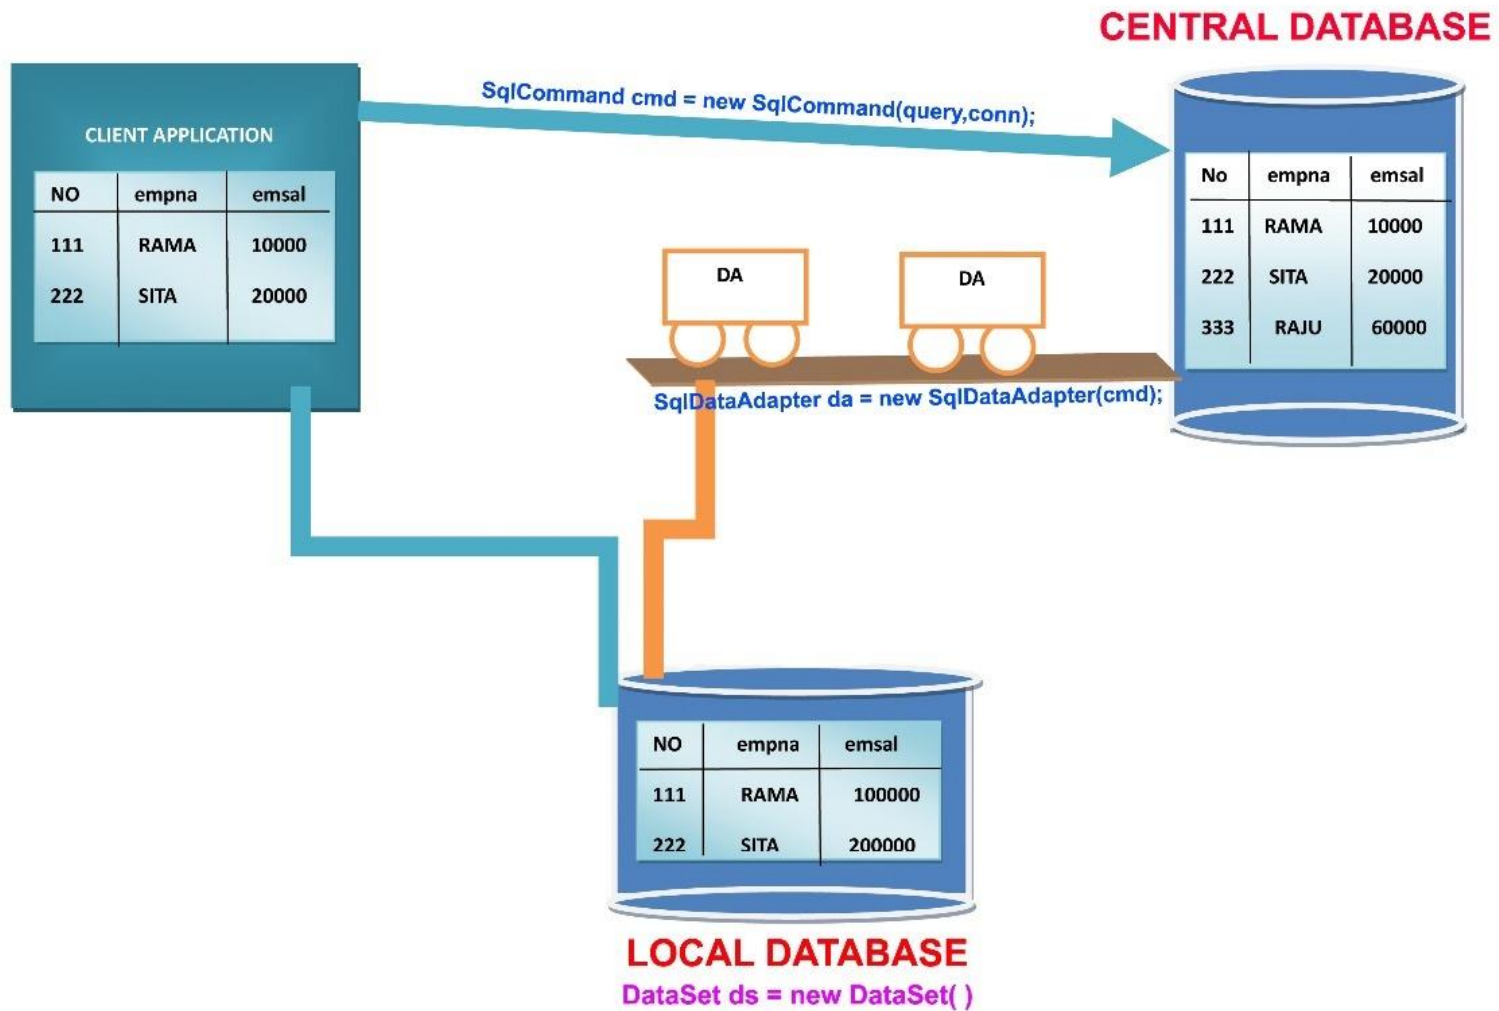 CENTRAL DATABASE
SqlCommand cmd = new SqlCommand(query,conn);
CLIENT APPLICATION
NO empna emsal
111 RAMA 10000
222 SITA 20000
No empna emsal
111 RAMA 10000
222 SITA 20000
333 RAJU 60000
DA DA
SqlDataAdapter da = new SqlDataAdapter(cmd);
NO empna emsal
111 RAMA 100000
222 SITA 200000
LOCAL DATABASE
DataSet ds = new DataSet( )